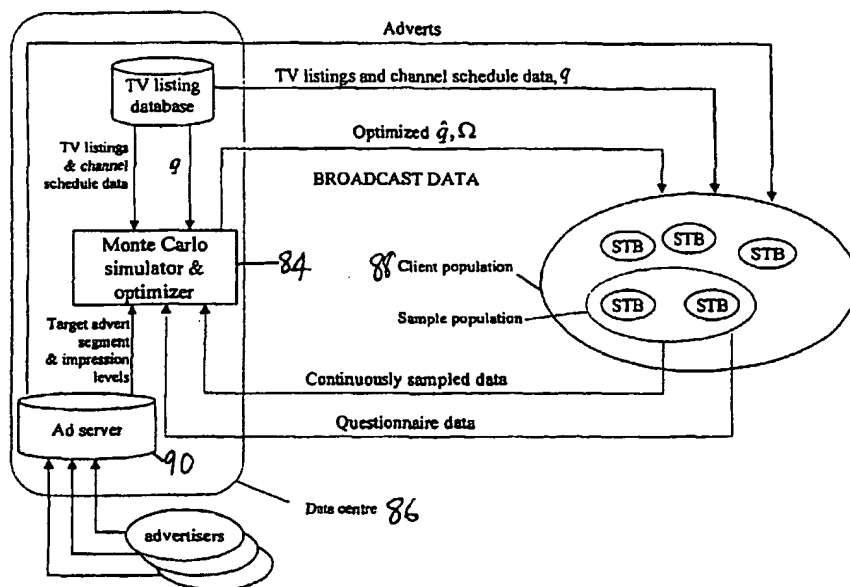 Adverts
TV listing
database
TV listings and channel schedule data, q
Optimized q̂, Ω
TV listings
& channel
schedule data
q
BROADCAST DATA
Monte Carlo
simulator &
optimizer
84
88 Client population
STB
STB
STB
STB
STB
Sample population
Target advert
segment
& impression
levels
Continuously sampled data
Questionnaire data
Ad server
90
Data centre 86
advertisers